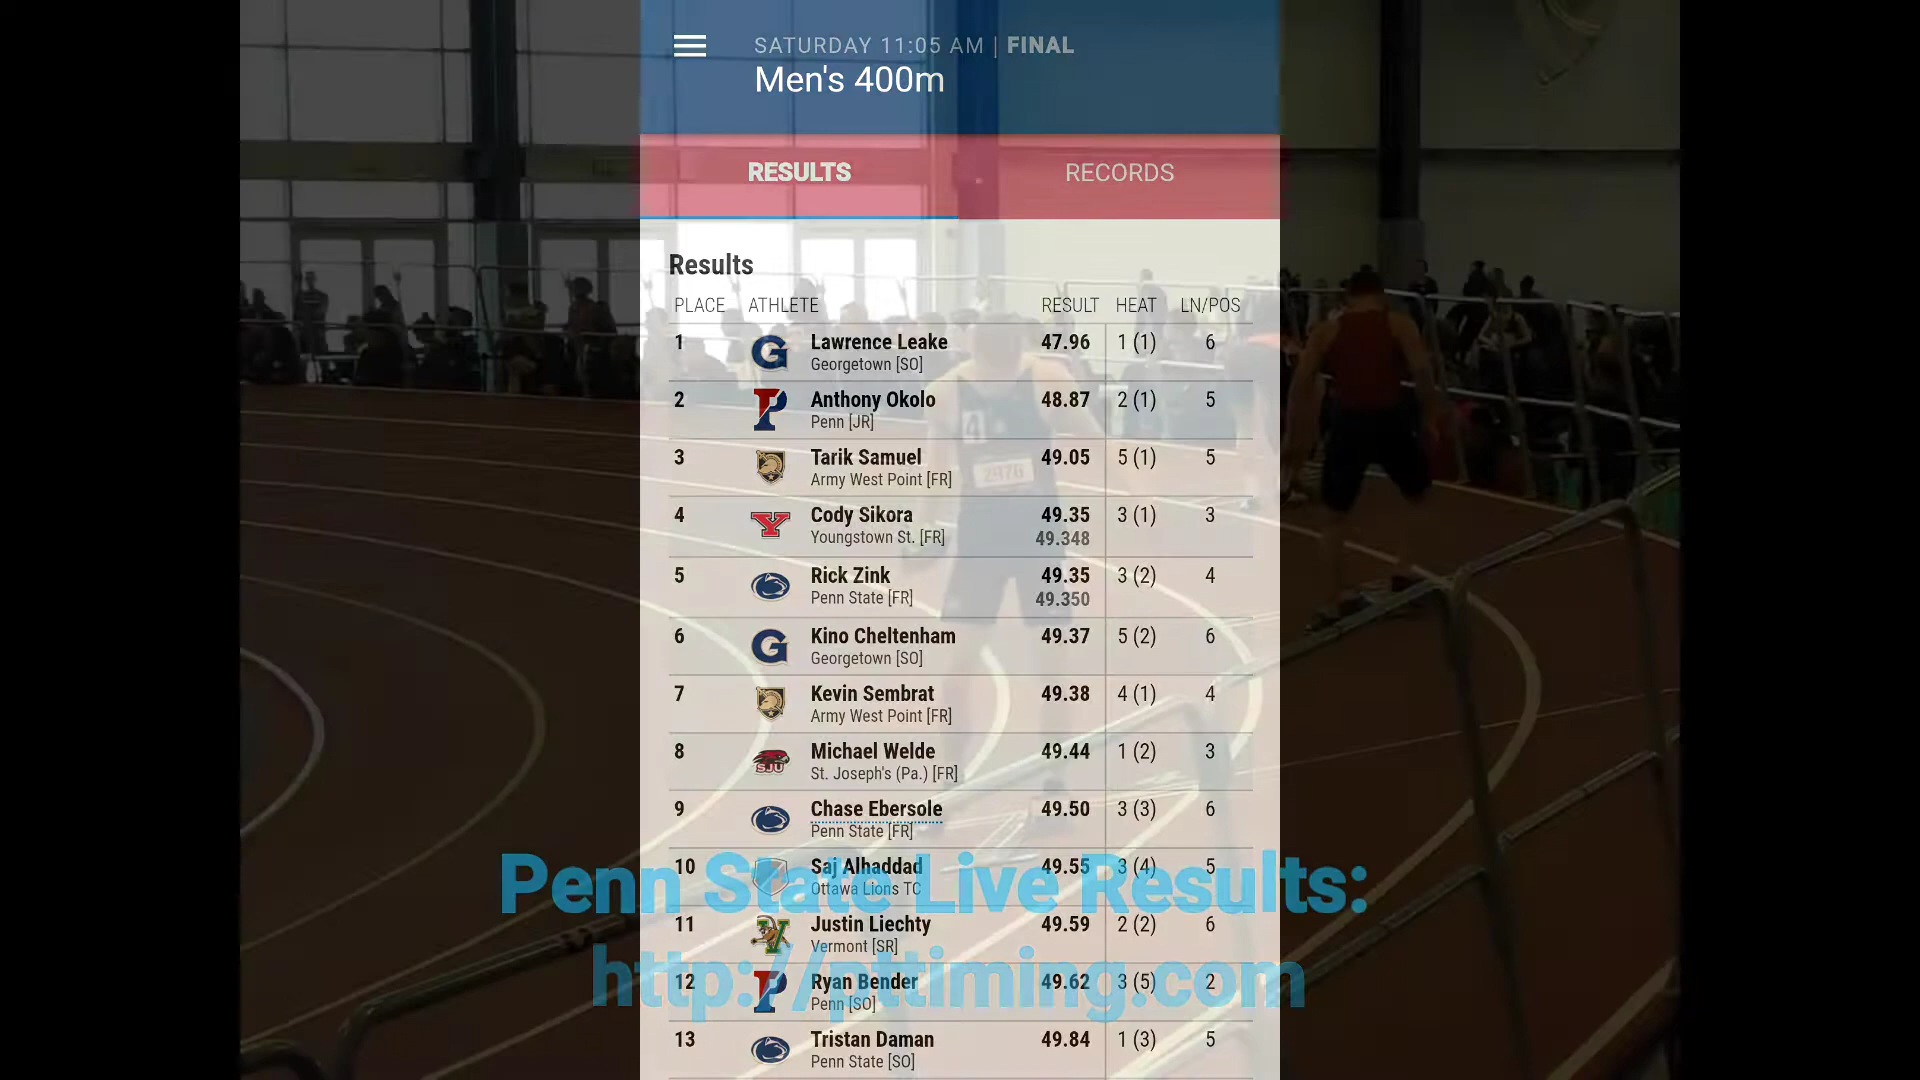 SATURDAY 11:05 AM | FINAL
Men's 400m
RESULTS RECORDS
Results
PLACE ATHLETE RESULT HEAT LN/POS
1 Lawrence Leake 47.96 1 (1) 6
Georgetown [SO]
2 Anthony Okolo 48.87 2 (1) 5
Penn [JR]
3 Tarik Samuel 49.05 5 (1) 5
Army West Point [FR]
4 Cody Sikora 49.35 3 (1) 3
Youngstown St. [FR] 49.348
5 Rick Zink 49.35 3 (2) 4
Penn State [FR] 49.350
6 Kino Cheltenham 49.37 5 (2) 6
Georgetown [SO]
7 Kevin Sembrat 49.38 4 (1) 4
Army West Point [FR]
8 Michael Welde 49.44 1 (2) 3
SJU St. Joseph's (Pa.) [FR]
9 Chase Ebersole 49.50 3 (3) 6
Penn State [FR]
10 Saj Alhaddad 49.55 3 (4) 5
Ottawa Lions TC
Penn State Live Results:
11 Justin Liechty 49.59 2 (2) 6
Vermont [SR]
12 Ryan Bender 49.62 3 (5) 2
Penn [SO]
http://pttiming.com
13 Tristan Daman 49.84 1 (3) 5
Penn State [SO]